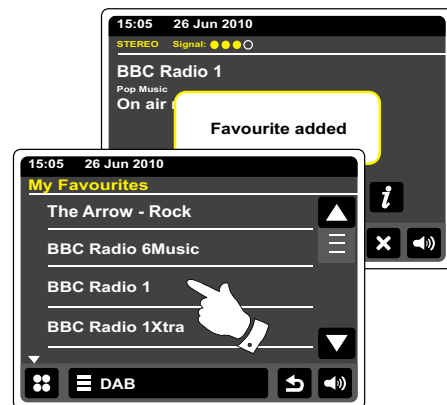 15:05 26 Jun 2010
STEREO Signal:
BBC Radio 1
Pop Music
On air
Favourite added
i
15:05 26 Jun 2010
My Favourites
The Arrow - Rock
BBC Radio 6Music
BBC Radio 1
BBC Radio 1Xtra
DAB